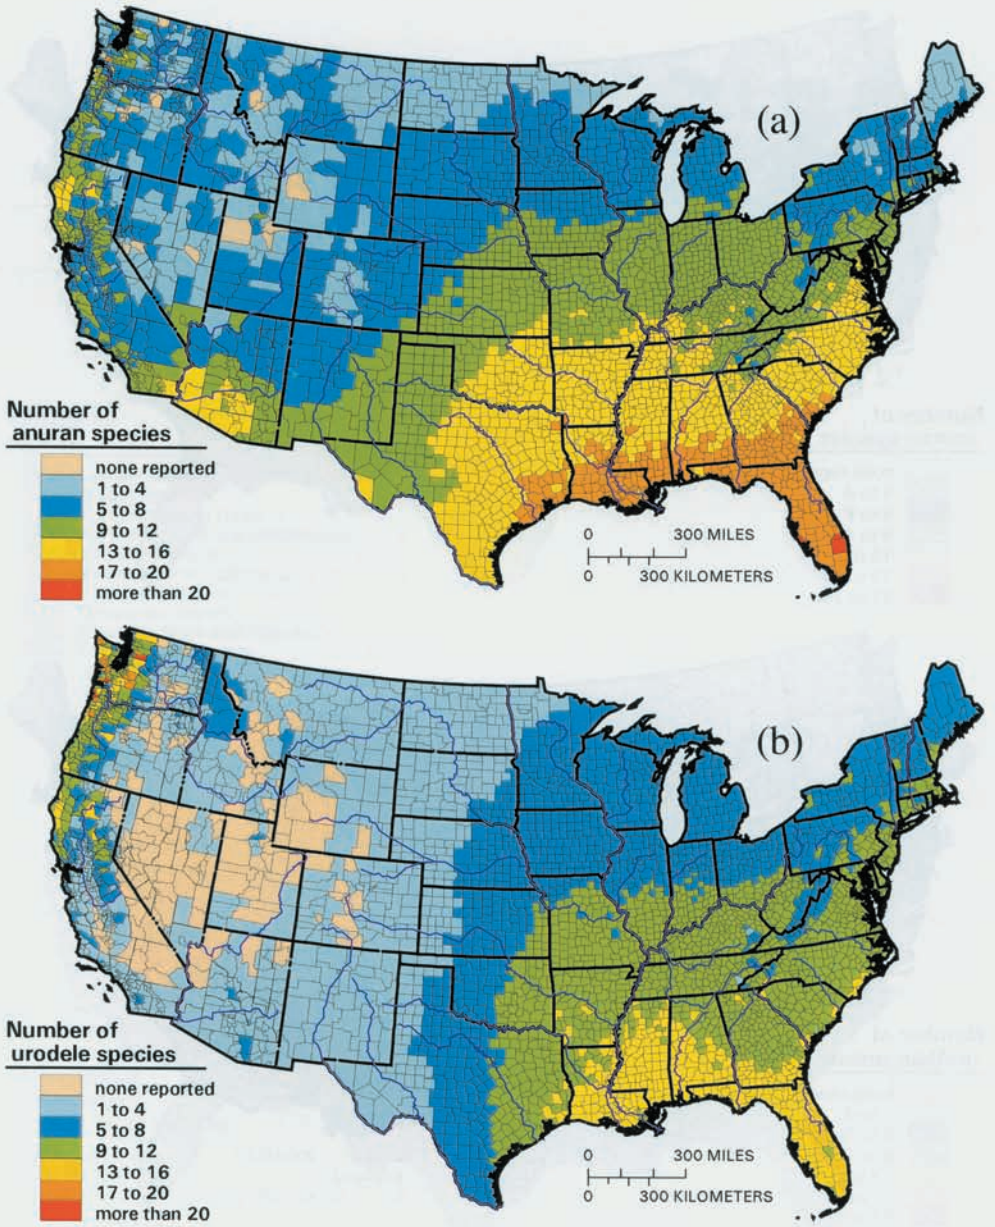 (a)
Number of
anuran species
none reported
1 to 4
5 to 8
9 to 12
13 to 16
17 to 20
more than 20
0 300 MILES
0 300 KILOMETERS
(b)
Number of
urodele species
none reported
1 to 4
5 to 8
9 to 12
13 to 16
17 to 20
more than 20
0 300 MILES
0 300 KILOMETERS